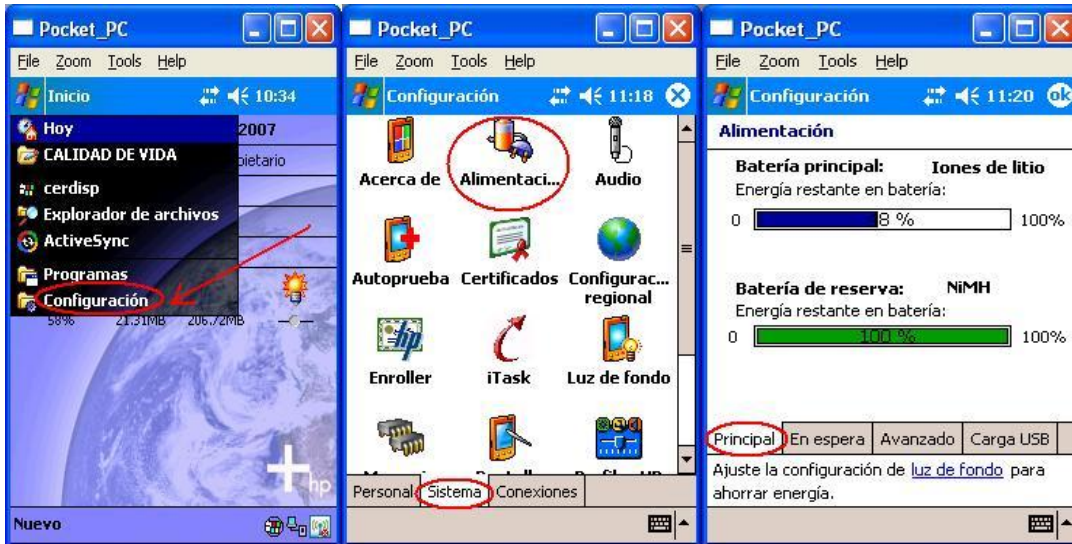 Pocket_PC
File Zoom Tools Help
Inicio 10:34
Hoy
2007
CALIDAD DE VIDA
pietario
cerdisp
Explorador de archivos
ActiveSync
Programas
Configuración
58% 21.31MB 206.72MB
hp
Nuevo
Pocket_PC
File Zoom Tools Help
Configuración 11:18
Acerca de Alimentaci... Audio
Autoprueba Certificados Configurac...
regional
hp
Enroller iTask Luz de fondo
Personal Sistema Conexiones
Pocket_PC
File Zoom Tools Help
Configuración 11:20 ok
Alimentación
Batería principal: Iones de litio
Energía restante en batería:
0 8 % 100%
Batería de reserva: NiMH
Energía restante en batería:
0 100 % 100%
Principal En espera Avanzado Carga USB
Ajuste la configuración de luz de fondo para
ahorrar energía.